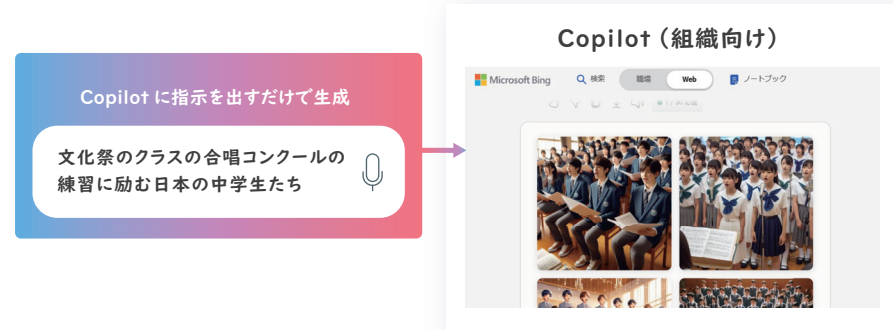 Copilot に指示を出すだけで生成
文化祭のクラスの合唱コンクールの
練習に励む日本の中学生たち
Copilot（組織向け）
Microsoft Bing
検索
職場
Web
ノートブック